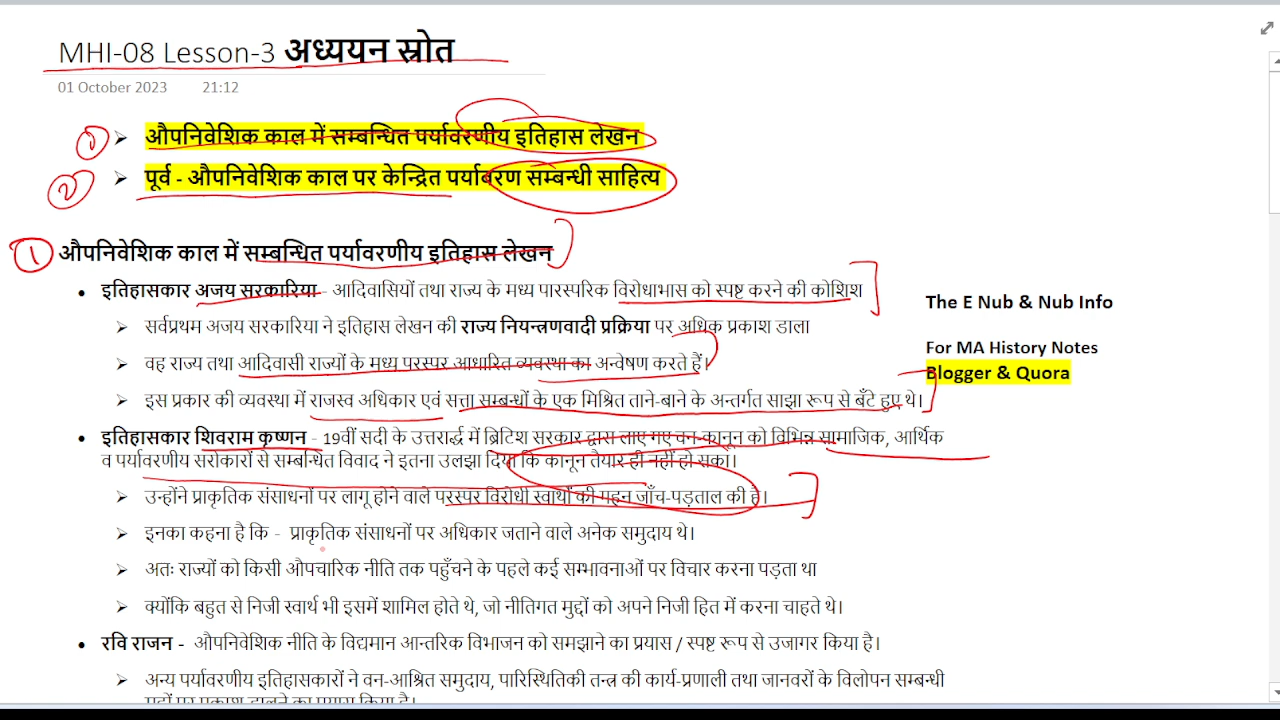 MHI-08 Lesson-3 अध्ययन स्रोत
01 October 2023 21:12
1 ➢ औपनिवेशिक काल में सम्बन्धित पर्यावरणीय इतिहास लेखन
2 ➢ पूर्व - औपनिवेशिक काल पर केन्द्रित पर्यावरण सम्बन्धी साहित्य
1 औपनिवेशिक काल में सम्बन्धित पर्यावरणीय इतिहास लेखन
• इतिहासकार अजय सरकारिया - आदिवासियों तथा राज्य के मध्य पारस्परिक विरोधाभास को स्पष्ट करने की कोशिश
The E Nub & Nub Info
➢ सर्वप्रथम अजय सरकारिया ने इतिहास लेखन की राज्य नियन्त्रणवादी प्रक्रिया पर अधिक प्रकाश डाला
For MA History Notes
➢ वह राज्य तथा आदिवासी राज्यों के मध्य परस्पर आधारित व्यवस्था का अन्वेषण करते हैं।
Blogger & Quora
➢ इस प्रकार की व्यवस्था में राजस्व अधिकार एवं सत्ता सम्बन्धों के एक मिश्रित ताने-बाने के अन्तर्गत साझा रूप से बँटे हुए थे।
• इतिहासकार शिवराम कृष्णन - 19वीं सदी के उत्तरार्द्ध में ब्रिटिश सरकार द्वारा लाए गए वन-कानून को विभिन्न सामाजिक, आर्थिक
व पर्यावरणीय सरोकारों से सम्बन्धित विवाद ने इतना उलझा दिया कि कानून तैयार ही नहीं हो सका।
➢ उन्होंने प्राकृतिक संसाधनों पर लागू होने वाले परस्पर विरोधी स्वार्थों की गहन जाँच-पड़ताल की है।
➢ इनका कहना है कि - प्राकृतिक संसाधनों पर अधिकार जताने वाले अनेक समुदाय थे।
➢ अतः राज्यों को किसी औपचारिक नीति तक पहुँचने के पहले कई सम्भावनाओं पर विचार करना पड़ता था
➢ क्योंकि बहुत से निजी स्वार्थ भी इसमें शामिल होते थे, जो नीतिगत मुद्दों को अपने निजी हित में करना चाहते थे।
• रवि राजन - औपनिवेशिक नीति के विद्यमान आन्तरिक विभाजन को समझाने का प्रयास / स्पष्ट रूप से उजागर किया है।
➢ अन्य पर्यावरणीय इतिहासकारों ने वन-आश्रित समुदाय, पारिस्थितिकी तन्त्र की कार्य-प्रणाली तथा जानवरों के विलोपन सम्बन्धी
मुद्दों पर प्रकाश डालने का प्रयास किया है।